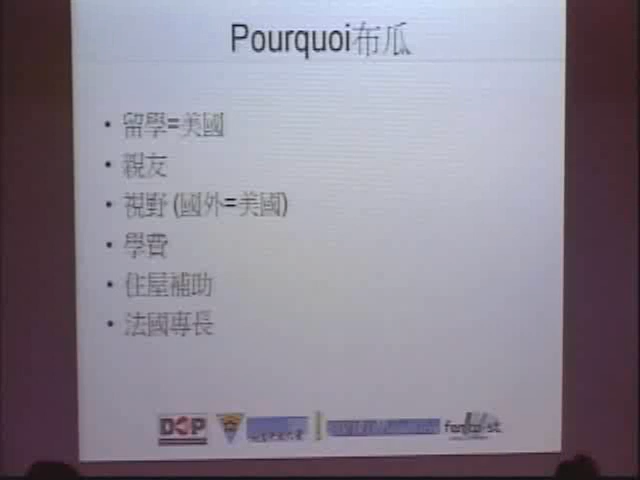 Pourquoi布瓜
• 留學=美國
• 親友
• 視野 (國外=美國)
• 學費
• 住屋補助
• 法國專長